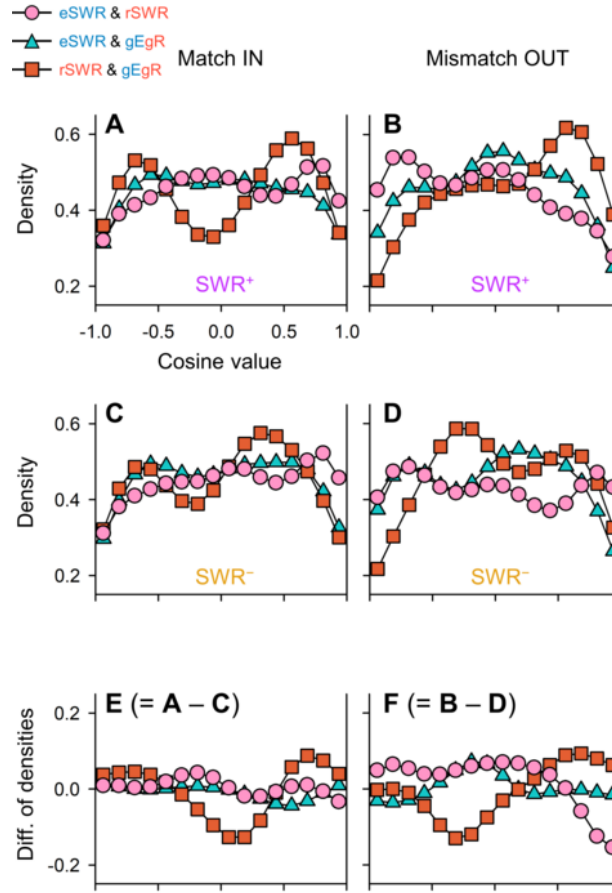 eSWR & rSWR
eSWR & gEgR
rSWR & gEgR
Match IN
Mismatch OUT
A
B
Density
0.6
0.4
0.2
SWR⁺
SWR⁺
-1.0
-0.5
0.0
0.5
1.0
Cosine value
C
D
Density
0.6
0.4
0.2
SWR⁻
SWR⁻
E (= A – C)
F (= B – D)
Diff. of densities
0.2
0.0
-0.2